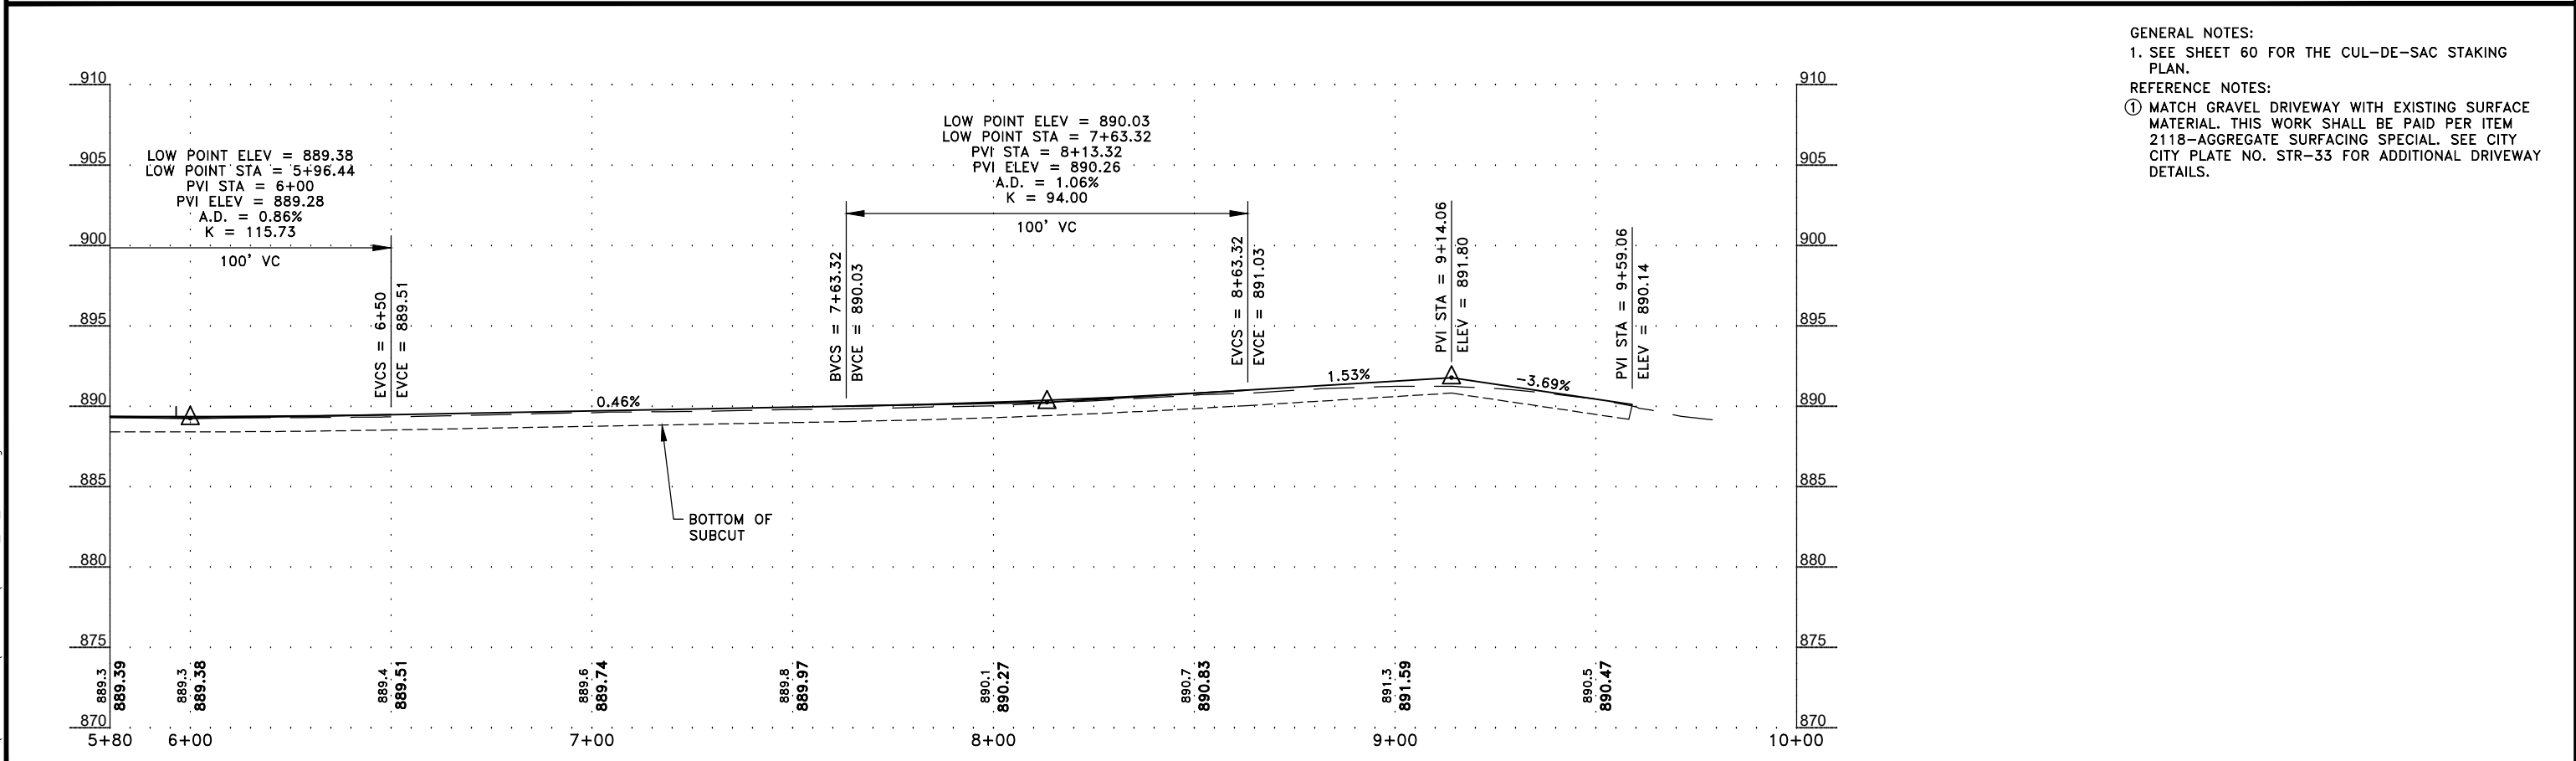 GENERAL NOTES:
1. SEE SHEET 60 FOR THE CUL-DE-SAC STAKING
PLAN.
REFERENCE NOTES:
① MATCH GRAVEL DRIVEWAY WITH EXISTING SURFACE
MATERIAL. THIS WORK SHALL BE PAID PER ITEM
2118-AGGREGATE SURFACING SPECIAL. SEE CITY
CITY PLATE NO. STR-33 FOR ADDITIONAL DRIVEWAY
DETAILS.
910
905
900
895
890
885
880
875
870
LOW POINT ELEV = 889.38
LOW POINT STA = 5+96.44
PVI STA = 6+00
PVI ELEV = 889.28
A.D. = 0.86%
K = 115.73
100' VC
EVCS = 6+50
EVCE = 889.51
0.46%
BOTTOM OF
SUBCUT
LOW POINT ELEV = 890.03
LOW POINT STA = 7+63.32
PVI STA = 8+13.32
PVI ELEV = 890.26
A.D. = 1.06%
K = 94.00
100' VC
BVCS = 7+63.32
BVCE = 890.03
EVCS = 8+63.32
EVCE = 891.03
1.53%
PVI STA = 9+14.06
ELEV = 891.80
-3.69%
PVI STA = 9+59.06
ELEV = 890.14
910
905
900
895
890
885
880
875
870
889.3
889.39
889.3
889.38
889.4
889.51
889.6
889.74
889.8
889.97
890.1
890.27
890.7
890.83
891.3
891.59
890.5
890.47
5+80 6+00 7+00 8+00 9+00 10+00